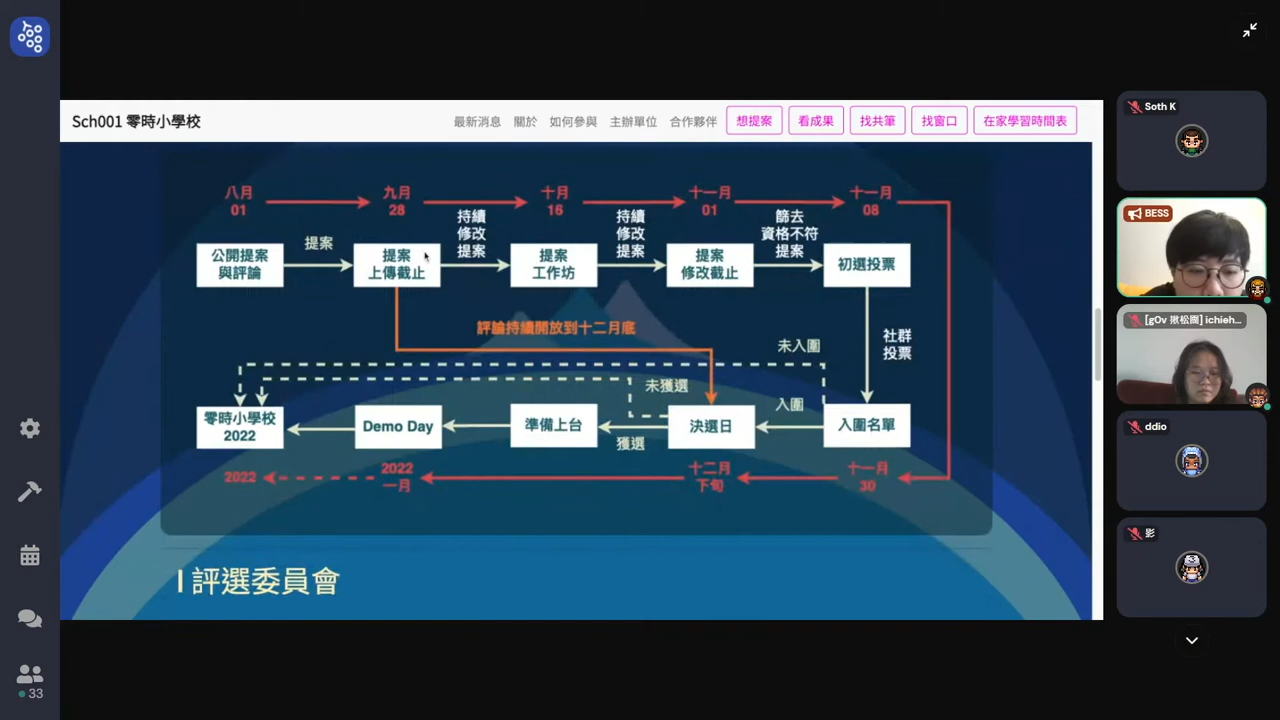 Sch001 零時小學校
最新消息 關於 如何參與 主辦單位 合作夥伴 想提案 看成果 找共筆 找窗口 在家學習時間表
八月
01
九月
28
十月
16
十一月
01
十一月
08
公開提案
與評論
提案
提案
上傳截止
持續
修改
提案
提案
工作坊
持續
修改
提案
提案
修改截止
篩去
資格不符
提案
初選投票
評論持續開放到十二月底
社群
投票
未入圍
未獲選
入圍
零時小學校
2022
Demo Day
準備上台
獲選
決選日
入圍名單
2022
2022
一月
十二月
下旬
十一月
30
| 評選委員會
Soth K
BESS
[g0v 揪松團] ichieh...
ddio
影
33